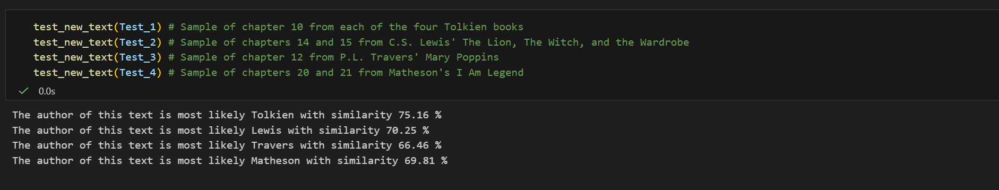 test_new_text(Test_1) # Sample of chapter 10 from each of the four Tolkien books
test_new_text(Test_2) # Sample of chapters 14 and 15 from C.S. Lewis' The Lion, The Witch, and the Wardrobe
test_new_text(Test_3) # Sample of chapter 12 from P.L. Travers' Mary Poppins
test_new_text(Test_4) # Sample of chapters 20 and 21 from Matheson's I Am Legend
0.0s
The author of this text is most likely Tolkien with similarity 75.16 %
The author of this text is most likely Lewis with similarity 70.25 %
The author of this text is most likely Travers with similarity 66.46 %
The author of this text is most likely Matheson with similarity 69.81 %